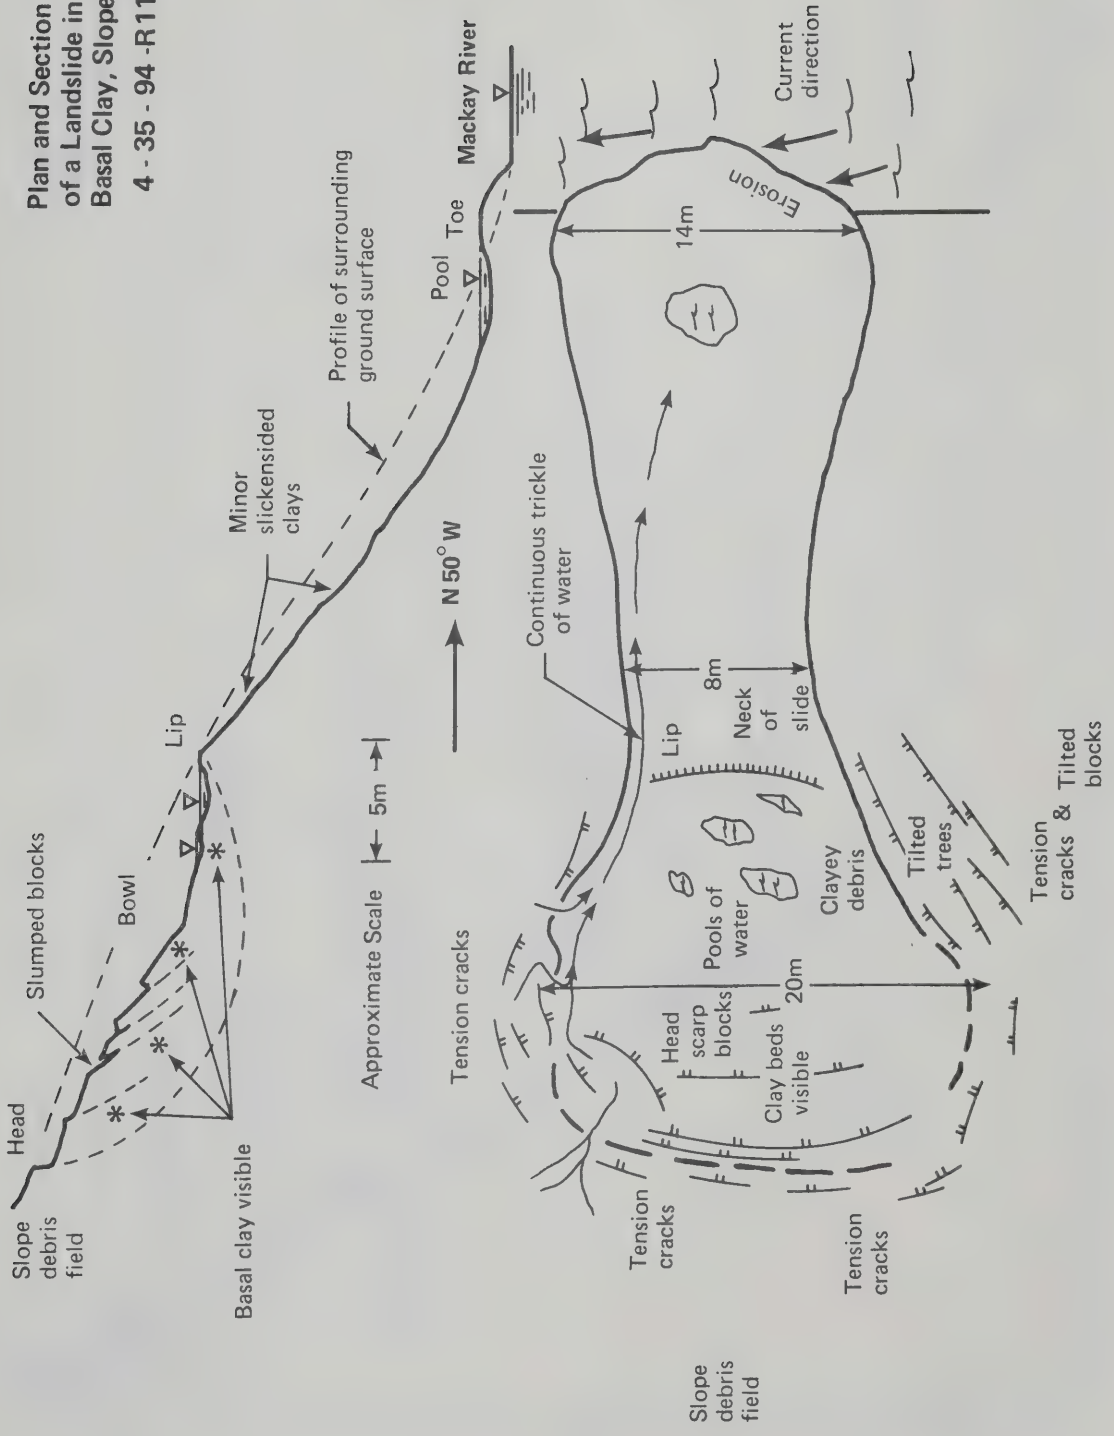 Plan and Section
of a Landslide in
Basal Clay, Slope
4 - 35 - 94 -R11
Slope
debris
field
Head
Slumped blocks
Bowl
Lip
Minor
slickensided
clays
Profile of surrounding
ground surface
Pool
Toe
Mackay River
Basal clay visible
Approximate Scale
5m
N 50° W
Tension cracks
Continuous trickle
of water
Current
direction
Erosion
14m
8m
Neck
of
slide
Lip
Pools of
water
Clayey
debris
Tilted
trees
Head
scarp
blocks
Clay beds
visible
20m
Tension
cracks
Tension
cracks
Tension
cracks & Tilted
blocks
Slope
debris
field